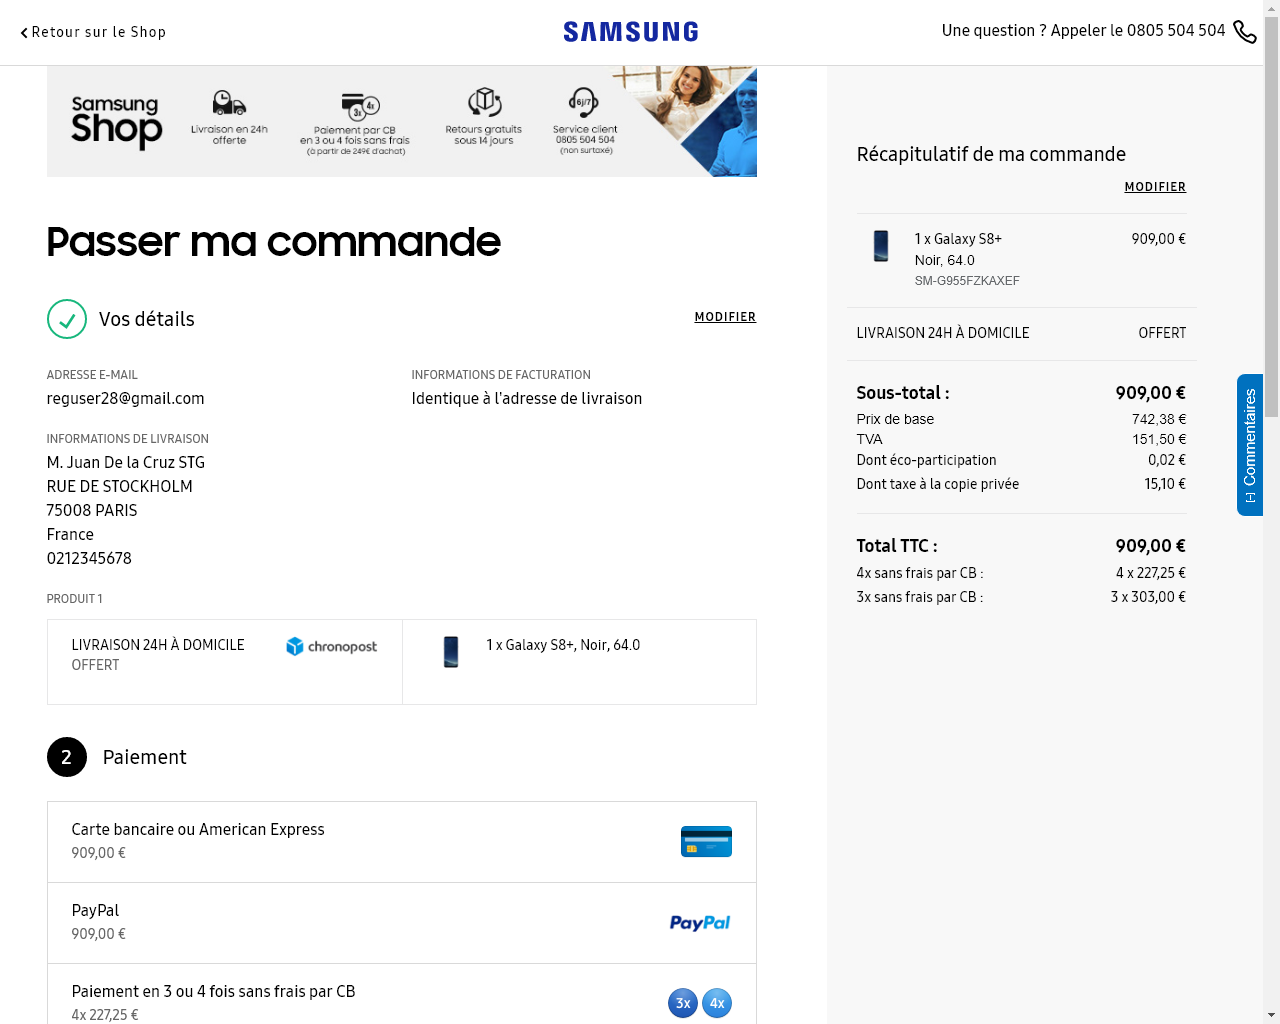 Retour sur le Shop
SAMSUNG
Une question ? Appeler le 0805 504 504
Samsung
Shop
Livraison en 24h
offerte
3x 4x
Paiement par CB
en 3 ou 4 fois sans frais
(à partir de 249€ d'achat)
Retours gratuits
sous 14 jours
6j/7
Service client
0805 504 504
(non surtaxé)
Passer ma commande
Vos détails
MODIFIER
ADRESSE E-MAIL
reguser28@gmail.com
INFORMATIONS DE FACTURATION
Identique à l'adresse de livraison
INFORMATIONS DE LIVRAISON
M. Juan De la Cruz STG
RUE DE STOCKHOLM
75008 PARIS
France
0212345678
PRODUIT 1
LIVRAISON 24H À DOMICILE
OFFERT
chronopost
1 x Galaxy S8+, Noir, 64.0
2 Paiement
Carte bancaire ou American Express
909,00 €
PayPal
909,00 €
PayPal
Paiement en 3 ou 4 fois sans frais par CB
4x 227,25 €
3x 4x
Récapitulatif de ma commande
MODIFIER
1 x Galaxy S8+ 909,00 €
Noir, 64.0
SM-G955FZKAXEF
LIVRAISON 24H À DOMICILE OFFERT
Sous-total : 909,00 €
Prix de base 742,38 €
TVA 151,50 €
Dont éco-participation 0,02 €
Dont taxe à la copie privée 15,10 €
Total TTC : 909,00 €
4x sans frais par CB : 4 x 227,25 €
3x sans frais par CB : 3 x 303,00 €
[-] Commentaires